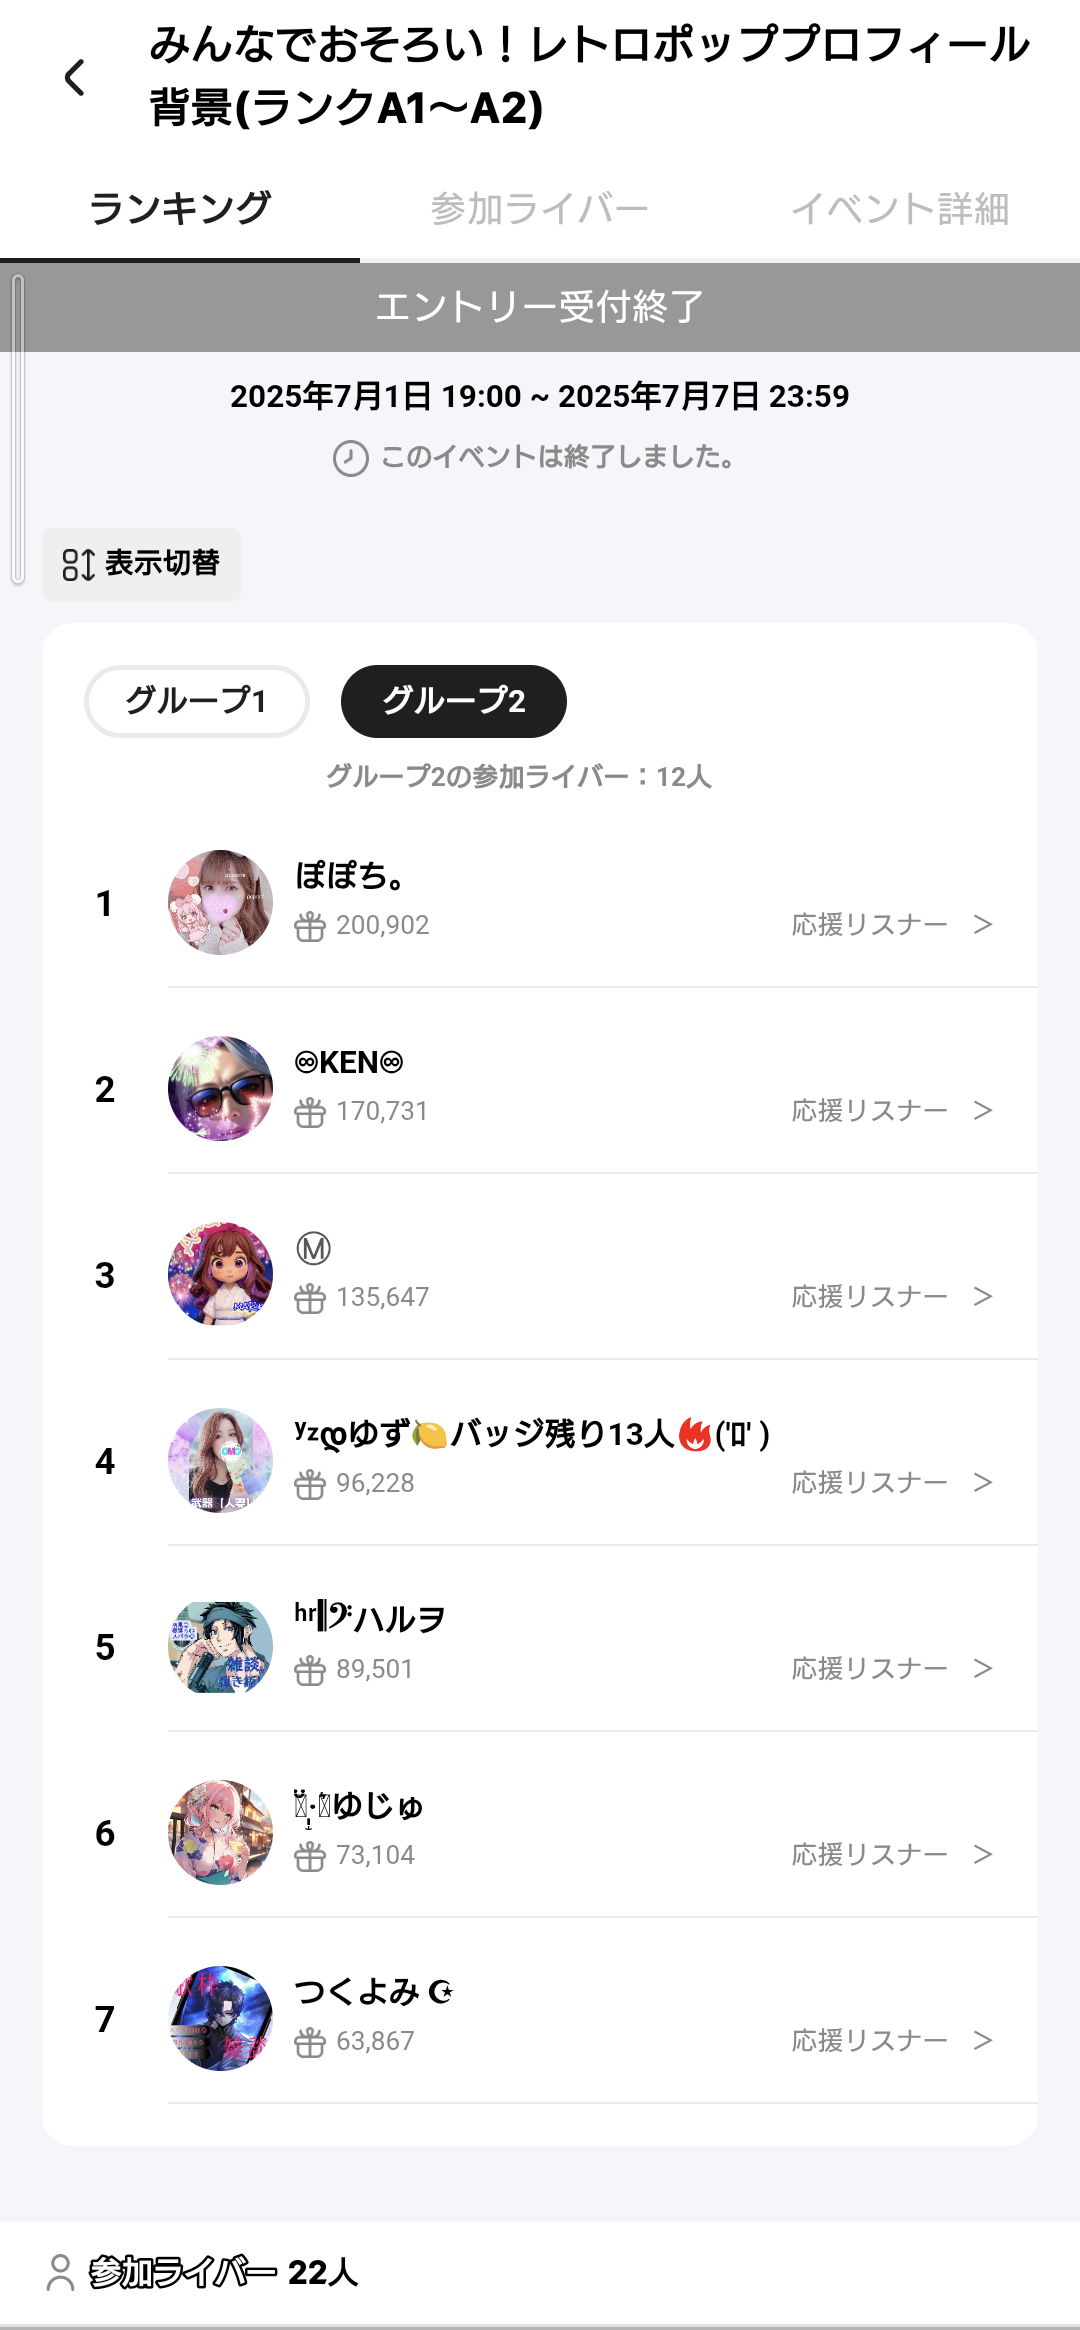 みんなでおそろい！レトロポッププロフィール
背景(ランクA1〜A2)
ランキング
参加ライバー
イベント詳細
エントリー受付終了
2025年7月1日 19:00 ~ 2025年7月7日 23:59
このイベントは終了しました。
表示切替
グループ1
グループ2
グループ2の参加ライバー：12人
1
ぽぽち。
200,902
応援リスナー >
2
♾KEN♾
170,731
応援リスナー >
3
Ⓜ
135,647
応援リスナー >
4
ʸᶻდゆず🍋バッジ残り13人🔥('ㅁ' )
96,228
応援リスナー >
5
ʰʳ𝄃𝄢ハルヲ
89,501
応援リスナー >
6
ゆじゅ
73,104
応援リスナー >
7
つくよみ☪
63,867
応援リスナー >
参加ライバー 22人